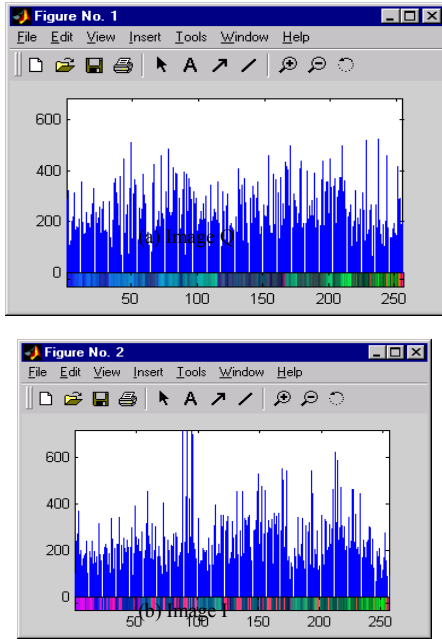 Figure No. 1
File Edit View Insert Tools Window Help
A
600
400
200
0
(a) Image Q
50 100 150 200 250
Figure No. 2
File Edit View Insert Tools Window Help
A
600
400
200
0
(b) Image I
50 100 150 200 250